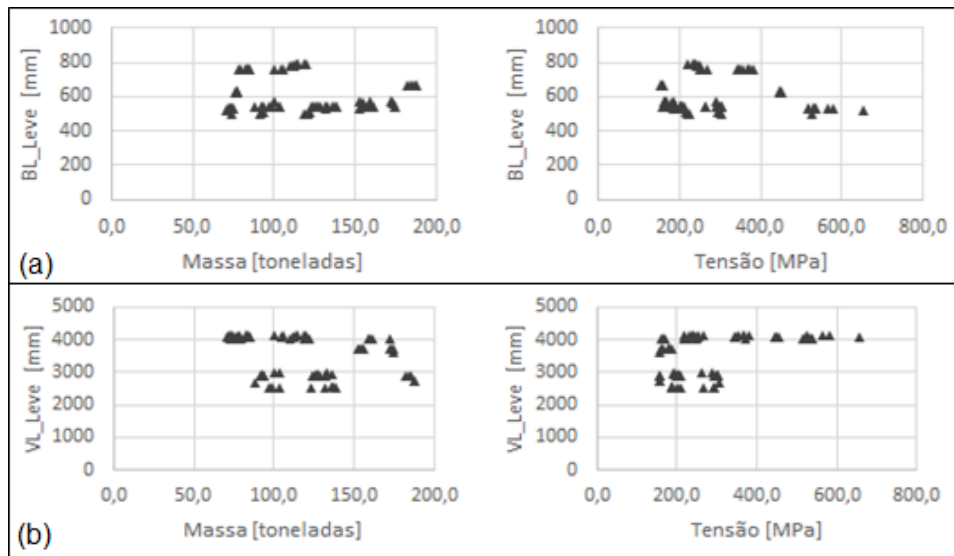 1000
800
600
400
200
0
BL_Leve [mm]
0,0 50,0 100,0 150,0 200,0
Massa [toneladas]
(a)
1000
800
600
400
200
0
BL_Leve [mm]
0,0 200,0 400,0 600,0 800,0
Tensão [MPa]
5000
4000
3000
2000
1000
0
VL_Leve [mm]
0,0 50,0 100,0 150,0 200,0
Massa [toneladas]
(b)
5000
4000
3000
2000
1000
0
VL_Leve [mm]
0,0 200,0 400,0 600,0 800,0
Tensão [MPa]